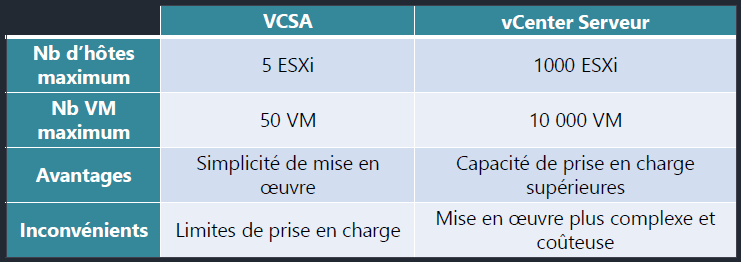 VCSA
vCenter Serveur
Nb d’hôtes
maximum
5 ESXi
1000 ESXi
Nb VM
maximum
50 VM
10 000 VM
Avantages
Simplicité de mise en
œuvre
Capacité de prise en charge
supérieures
Inconvénients
Limites de prise en charge
Mise en œuvre plus complexe et
coûteuse